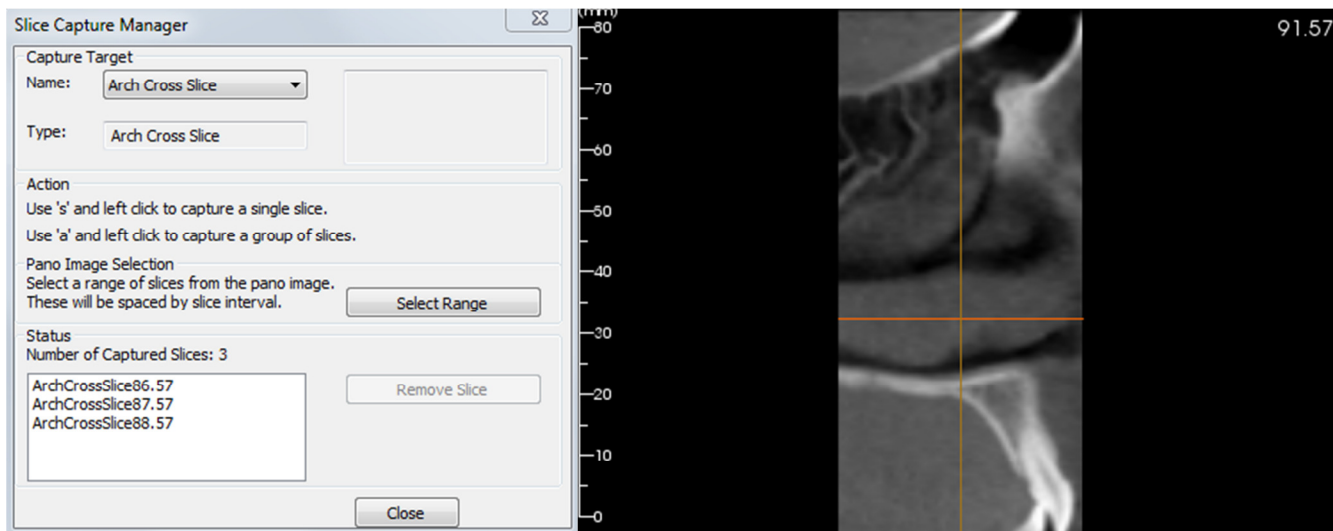 Slice Capture Manager
Capture Target
Name:
Arch Cross Slice
Type:
Arch Cross Slice
Action
Use 's' and left click to capture a single slice.
Use 'a' and left click to capture a group of slices.
Pano Image Selection
Select a range of slices from the pano image.
These will be spaced by slice interval.
Select Range
Status
Number of Captured Slices: 3
ArchCrossSlice86.57
ArchCrossSlice87.57
ArchCrossSlice88.57
Remove Slice
Close
(mm)
80
70
60
50
40
30
20
10
0
91.57